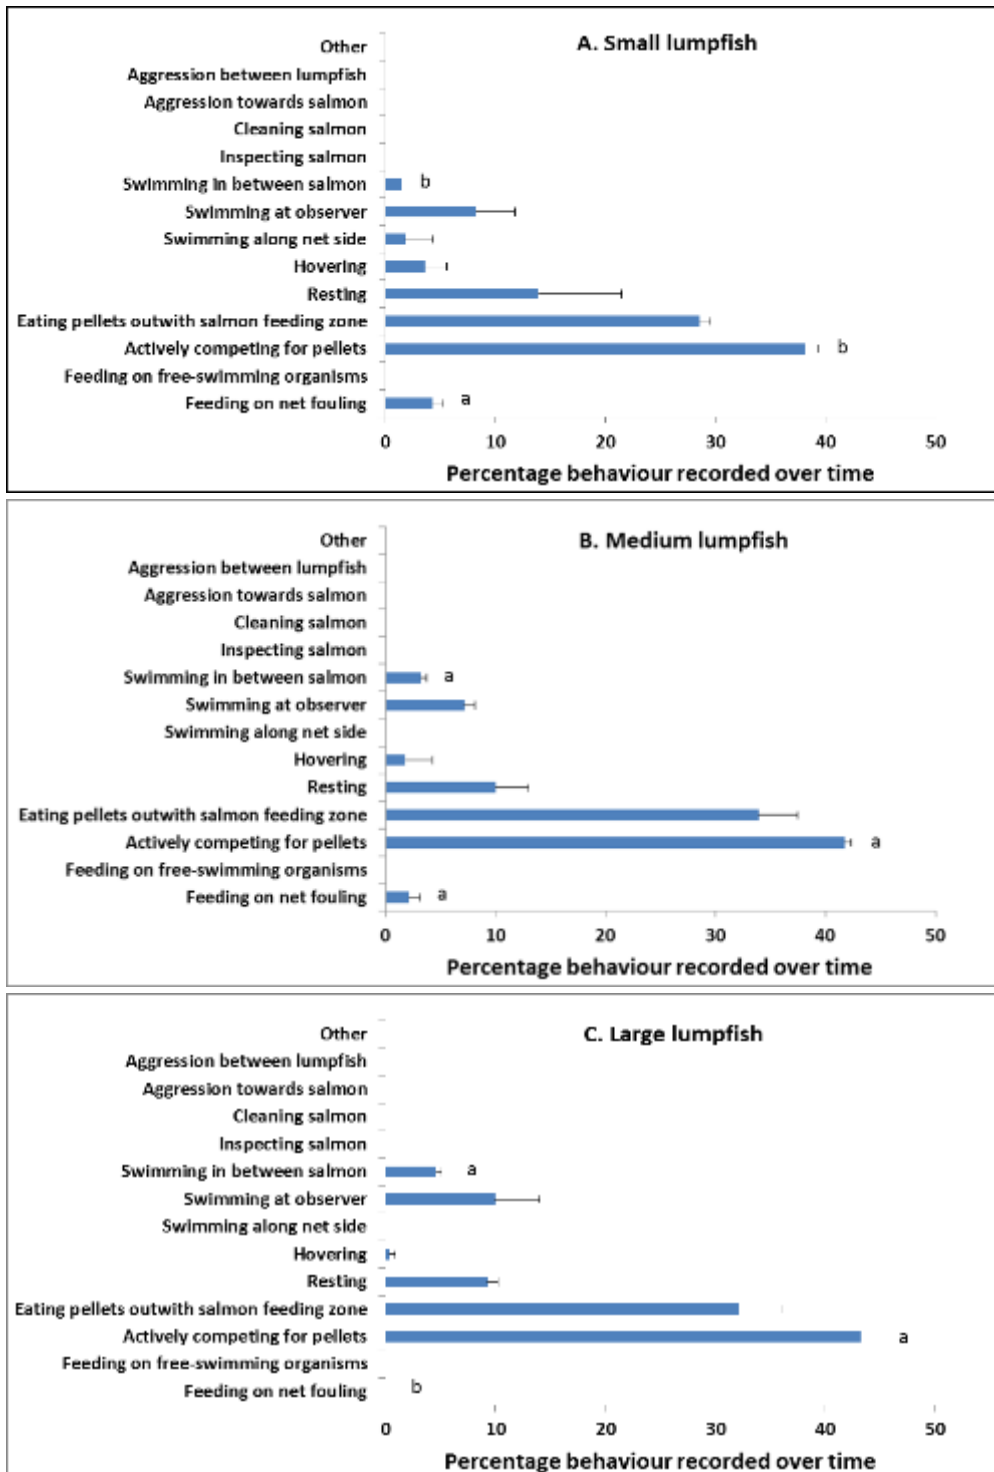 A. Small lumpfish
Other
Aggression between lumpfish
Aggression towards salmon
Cleaning salmon
Inspecting salmon
Swimming in between salmon b
Swimming at observer
Swimming along net side
Hovering
Resting
Eating pellets outwith salmon feeding zone
Actively competing for pellets b
Feeding on free-swimming organisms
Feeding on net fouling a
0 10 20 30 40 50
Percentage behaviour recorded over time
B. Medium lumpfish
Other
Aggression between lumpfish
Aggression towards salmon
Cleaning salmon
Inspecting salmon
Swimming in between salmon a
Swimming at observer
Swimming along net side
Hovering
Resting
Eating pellets outwith salmon feeding zone
Actively competing for pellets a
Feeding on free-swimming organisms
Feeding on net fouling a
0 10 20 30 40 50
Percentage behaviour recorded over time
C. Large lumpfish
Other
Aggression between lumpfish
Aggression towards salmon
Cleaning salmon
Inspecting salmon
Swimming in between salmon a
Swimming at observer
Swimming along net side
Hovering
Resting
Eating pellets outwith salmon feeding zone
Actively competing for pellets a
Feeding on free-swimming organisms
Feeding on net fouling b
0 10 20 30 40 50
Percentage behaviour recorded over time